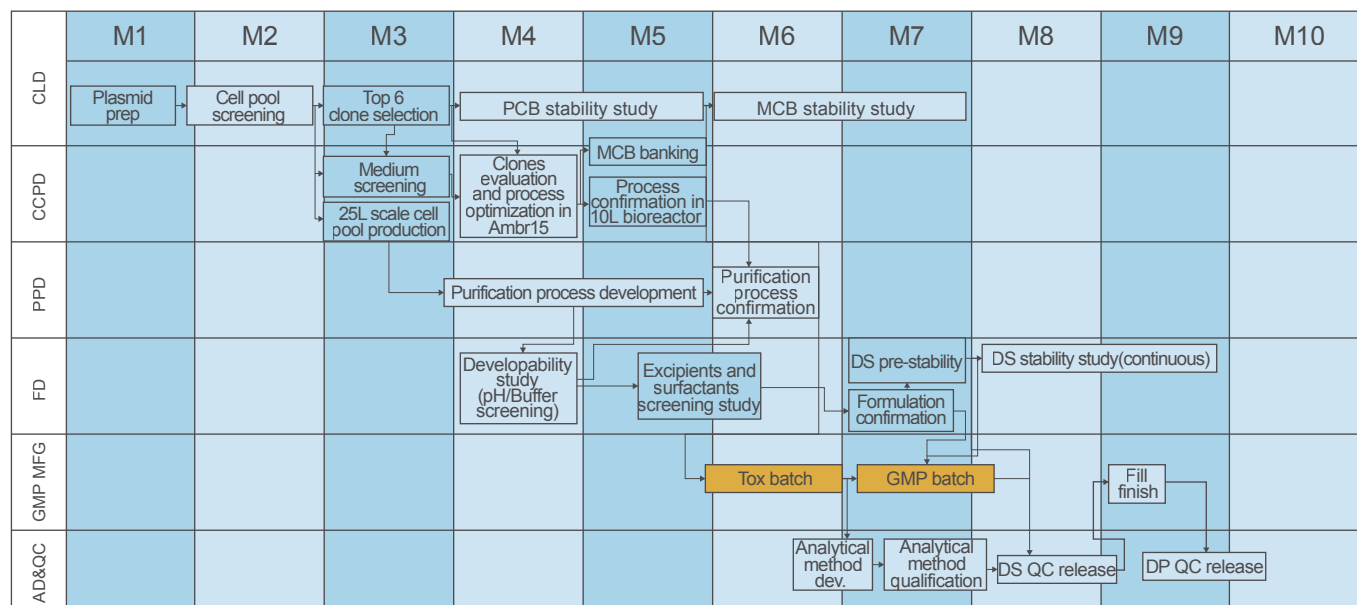 M1 M2 M3 M4 M5 M6 M7 M8 M9 M10
CLD
Plasmid
prep
Cell pool
screening
Top 6
clone selection
PCB stability study
MCB stability study
CCPD
Medium
screening
25L scale cell
pool production
Clones
evaluation
and process
optimization in
Ambr15
MCB banking
Process
confirmation in
10L bioreactor
PPD
Purification process development
Purification
process
confirmation
FD
Developability
study
(pH/Buffer
screening)
Excipients and
surfactants
screening study
DS pre-stability
Formulation
confirmation
DS stability study(continuous)
GMP MFG
Tox batch
GMP batch
Fill
finish
AD&QC
Analytical
method
dev.
Analytical
method
qualification
DS QC release
DP QC release